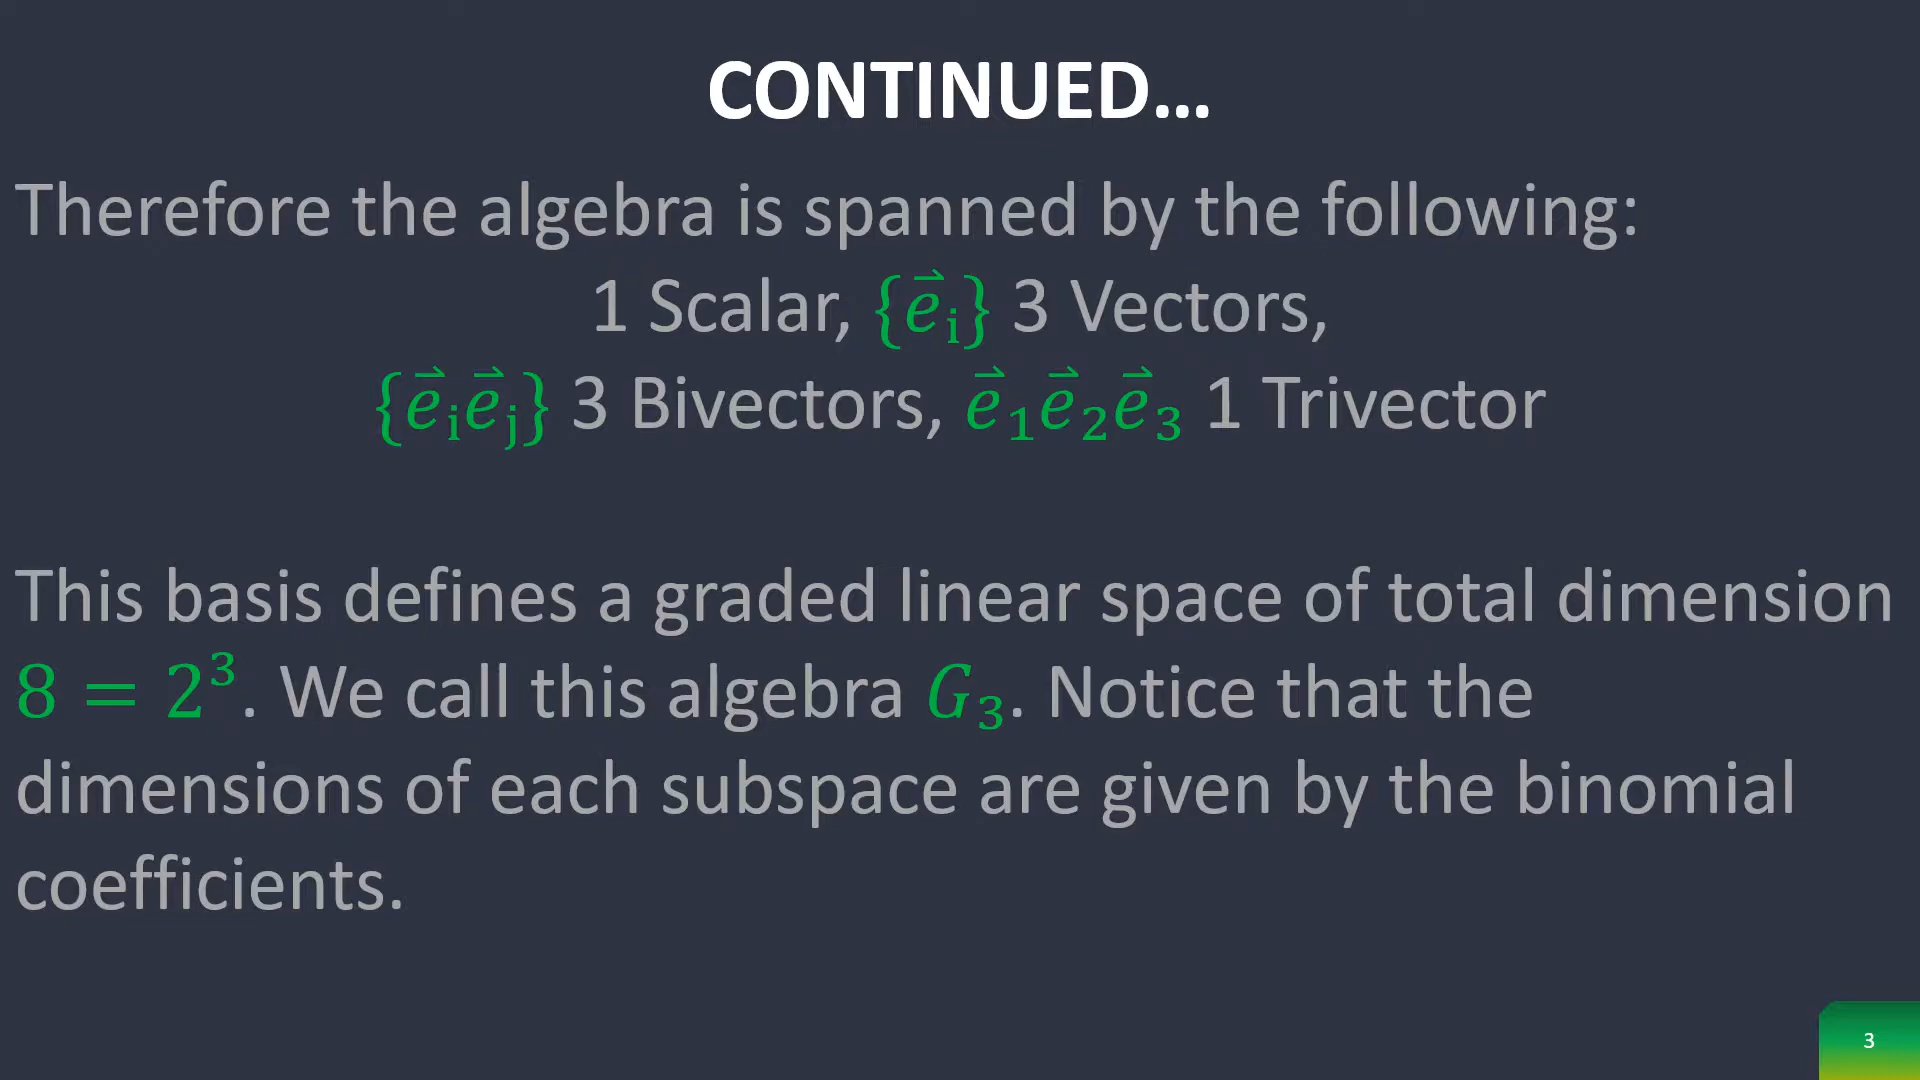 CONTINUED…
Therefore the algebra is spanned by the following:
1 Scalar, {e⃗ᵢ} 3 Vectors,
{e⃗ᵢe⃗ⱼ} 3 Bivectors, e⃗₁e⃗₂e⃗₃ 1 Trivector
This basis defines a graded linear space of total dimension
8 = 2³. We call this algebra G₃. Notice that the
dimensions of each subspace are given by the binomial
coefficients.
3